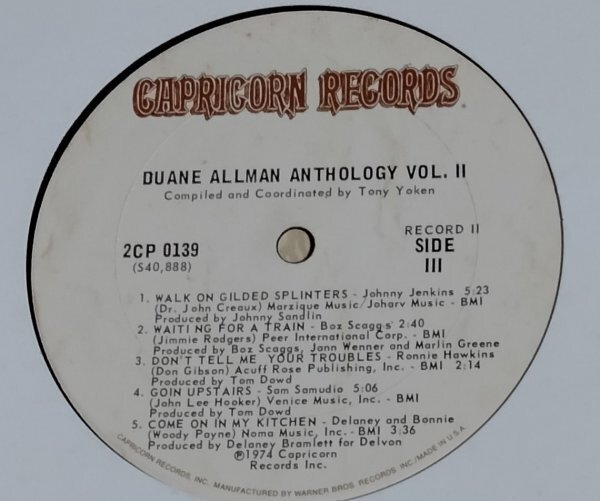 CAPRICORN RECORDS
DUANE ALLMAN ANTHOLOGY VOL. II
Compiled and Coordinated by Tony Yoken
RECORD II
2CP 0139
SIDE
(S40,888)
III
1. WALK ON GILDED SPLINTERS - Johnny Jenkins 5:23
(Dr. John Creaux) Marzique Music/Joharv Music - BMI
Produced by Johnny Sandlin
2. WAITING FOR A TRAIN - Boz Scaggs 2:40
(Jimmie Rodgers) Peer International Corp. - BMI
Produced by Boz Scaggs, Jann Wenner and Marlin Greene
3. DON'T TELL ME YOUR TROUBLES - Ronnie Hawkins
(Don Gibson) Acuff Rose Publishing, Inc. - BMI 2:14
Produced by Tom Dowd
4. GOIN UPSTAIRS - Sam Samudio 5:06
(John Lee Hooker) Venice Music, Inc. - BMI
Produced by Tom Dowd
5. COME ON IN MY KITCHEN - Delaney and Bonnie
(Woody Payne) Noma Music, Inc. - BMI 3:36
Produced by Delaney Bramlett for Delvon
℗1974 Capricorn
Records Inc.
CAPRICORN RECORDS, INC. MANUFACTURED BY WARNER BROS. RECORDS INC./MADE IN U.S.A.